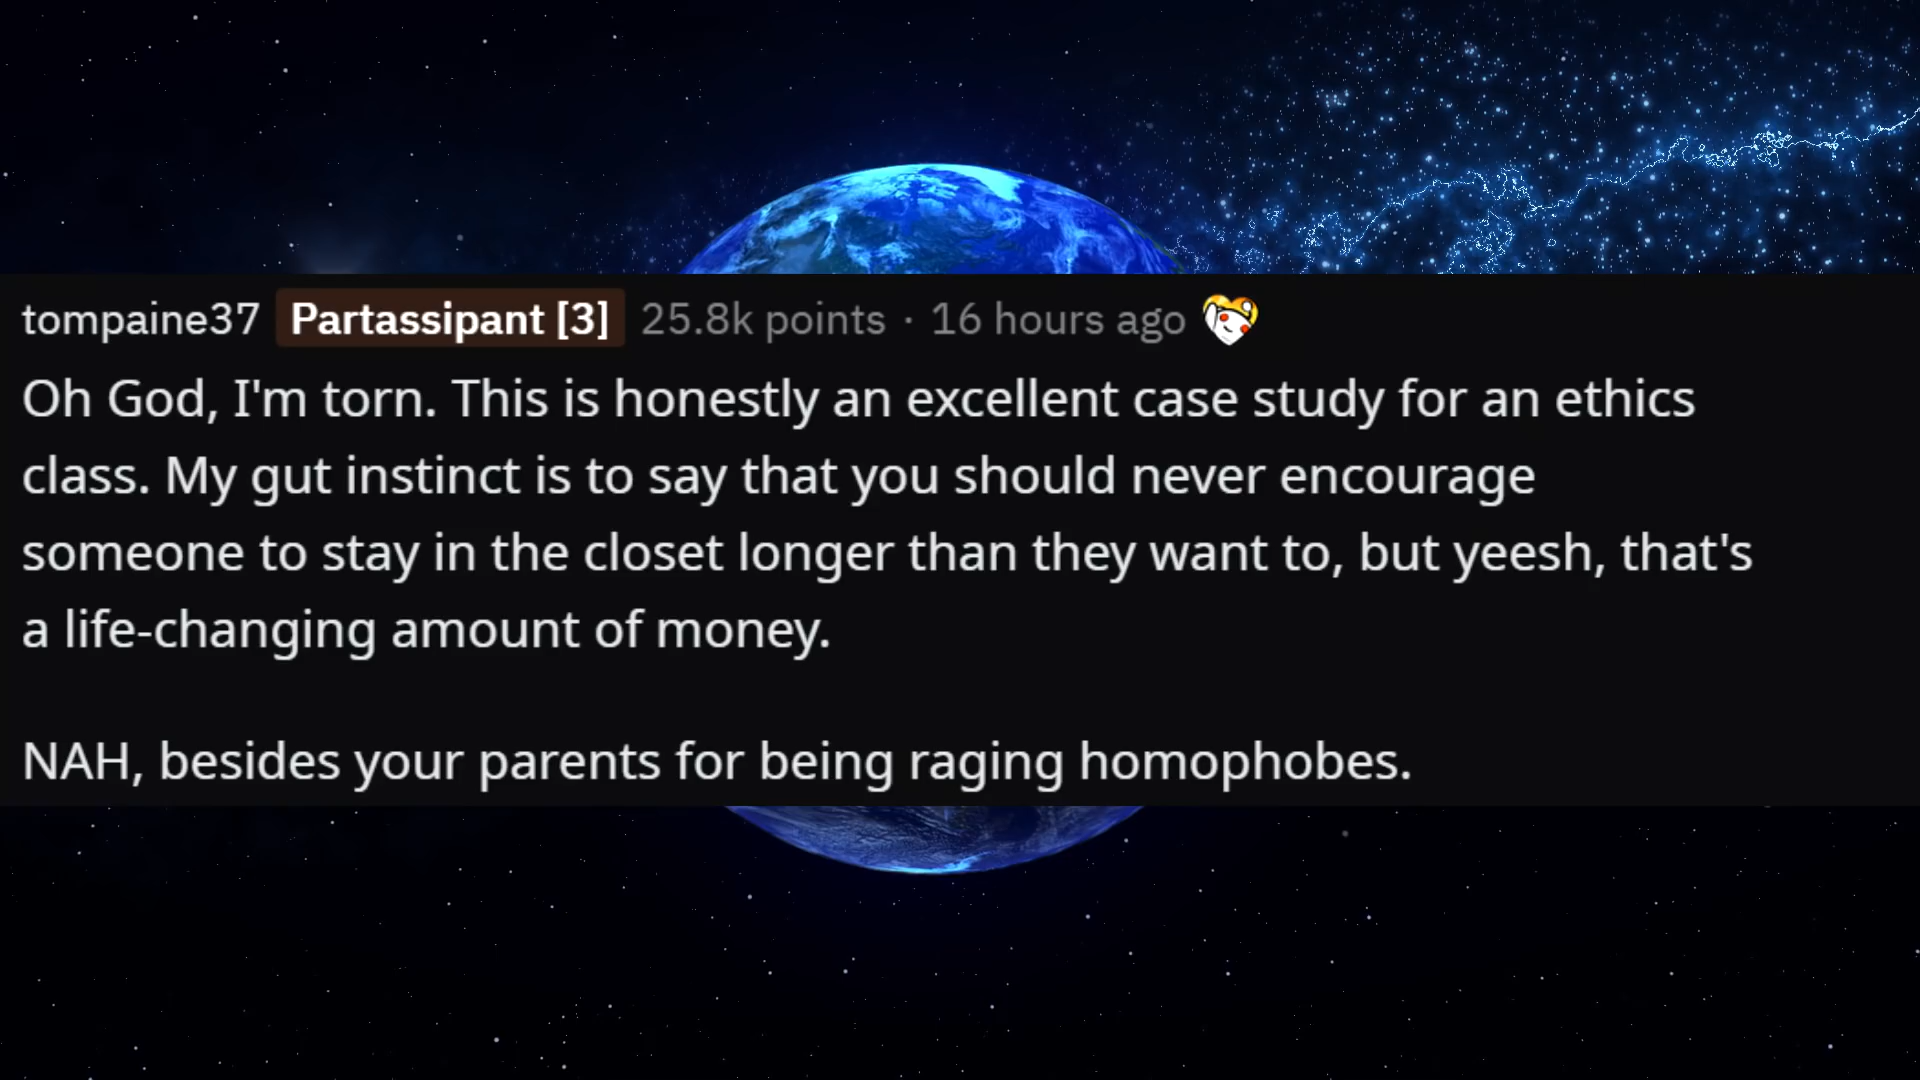 tompaine37 Partassipant [3] 25.8k points · 16 hours ago
Oh God, I'm torn. This is honestly an excellent case study for an ethics
class. My gut instinct is to say that you should never encourage
someone to stay in the closet longer than they want to, but yeesh, that's
a life-changing amount of money.
NAH, besides your parents for being raging homophobes.